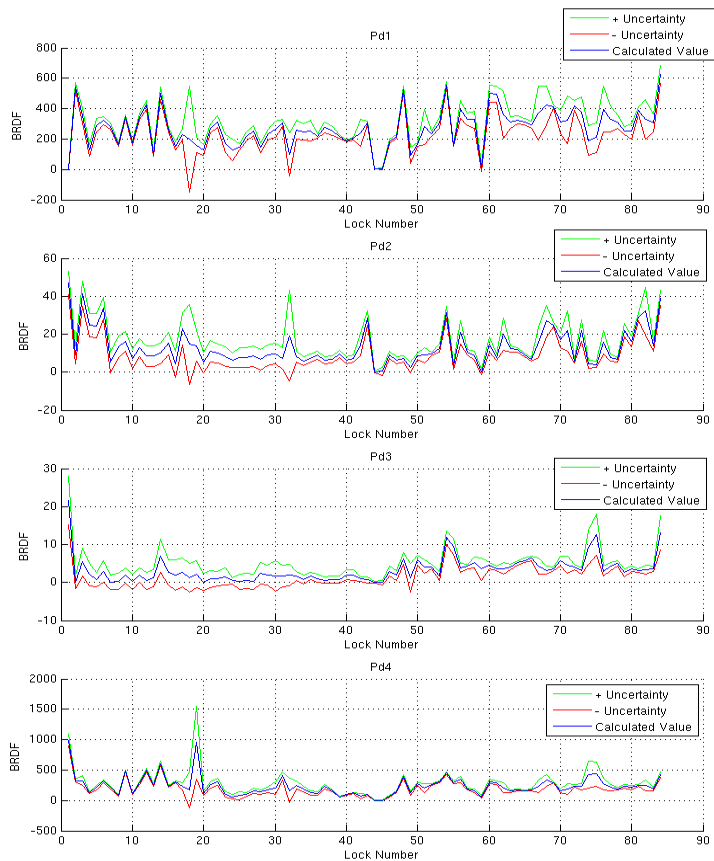 Pd1
+ Uncertainty
- Uncertainty
Calculated Value
800
600
400
200
0
-200
BRDF
0 10 20 30 40 50 60 70 80 90
Lock Number
Pd2
+ Uncertainty
- Uncertainty
Calculated Value
60
40
20
0
-20
BRDF
0 10 20 30 40 50 60 70 80 90
Lock Number
Pd3
+ Uncertainty
- Uncertainty
Calculated Value
30
20
10
0
-10
BRDF
0 10 20 30 40 50 60 70 80 90
Lock Number
Pd4
+ Uncertainty
- Uncertainty
Calculated Value
2000
1500
1000
500
0
-500
BRDF
0 10 20 30 40 50 60 70 80 90
Lock Number